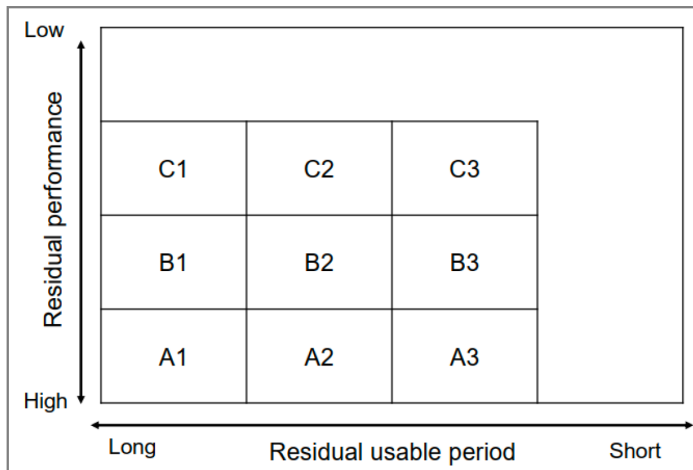 Low
Residual performance
C1 C2 C3
B1 B2 B3
A1 A2 A3
High
Long Residual usable period Short